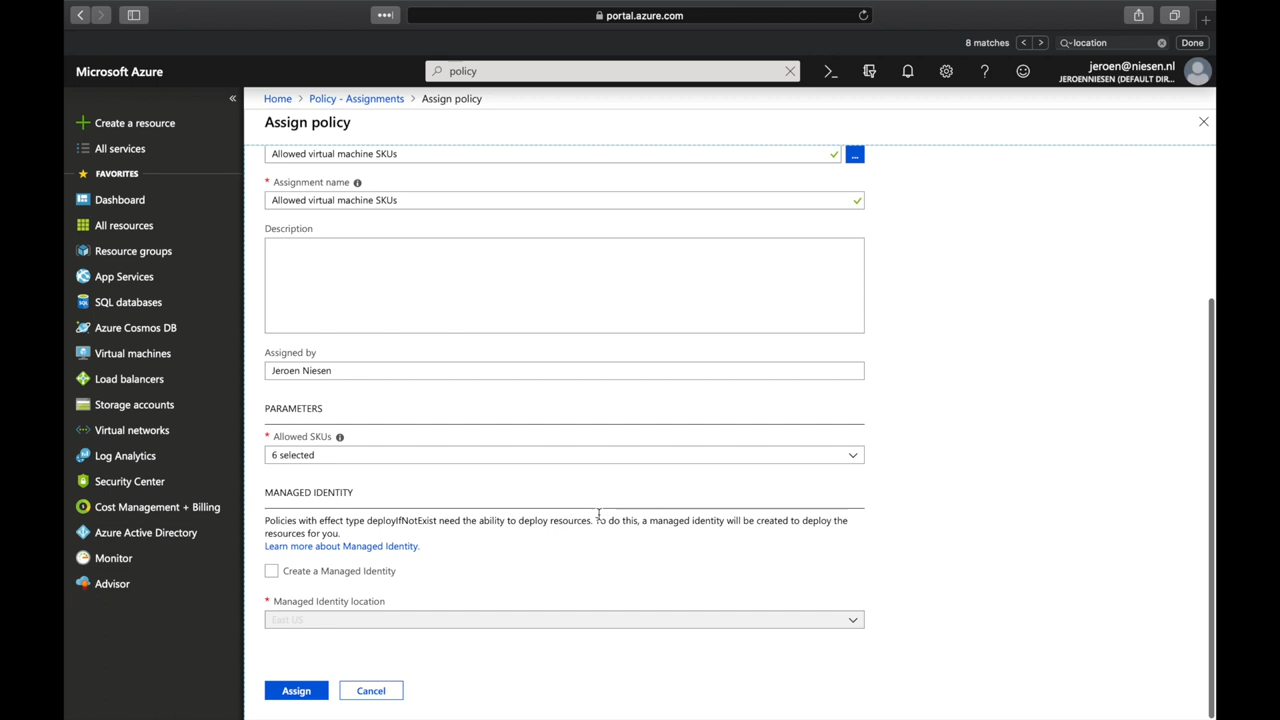 portal.azure.com
8 matches
location
Done
Microsoft Azure
policy
jeroen@niesen.nl
JEROENNIESEN (DEFAULT DIR...
Home > Policy - Assignments > Assign policy
Assign policy
Create a resource
All services
FAVORITES
Dashboard
All resources
Resource groups
App Services
SQL databases
Azure Cosmos DB
Virtual machines
Load balancers
Storage accounts
Virtual networks
Log Analytics
Security Center
Cost Management + Billing
Azure Active Directory
Monitor
Advisor
Allowed virtual machine SKUs
...
* Assignment name
Allowed virtual machine SKUs
Description
Assigned by
Jeroen Niesen
PARAMETERS
* Allowed SKUs
6 selected
MANAGED IDENTITY
Policies with effect type deployIfNotExist need the ability to deploy resources. To do this, a managed identity will be created to deploy the
resources for you.
Learn more about Managed Identity.
Create a Managed Identity
* Managed Identity location
East US
Assign
Cancel